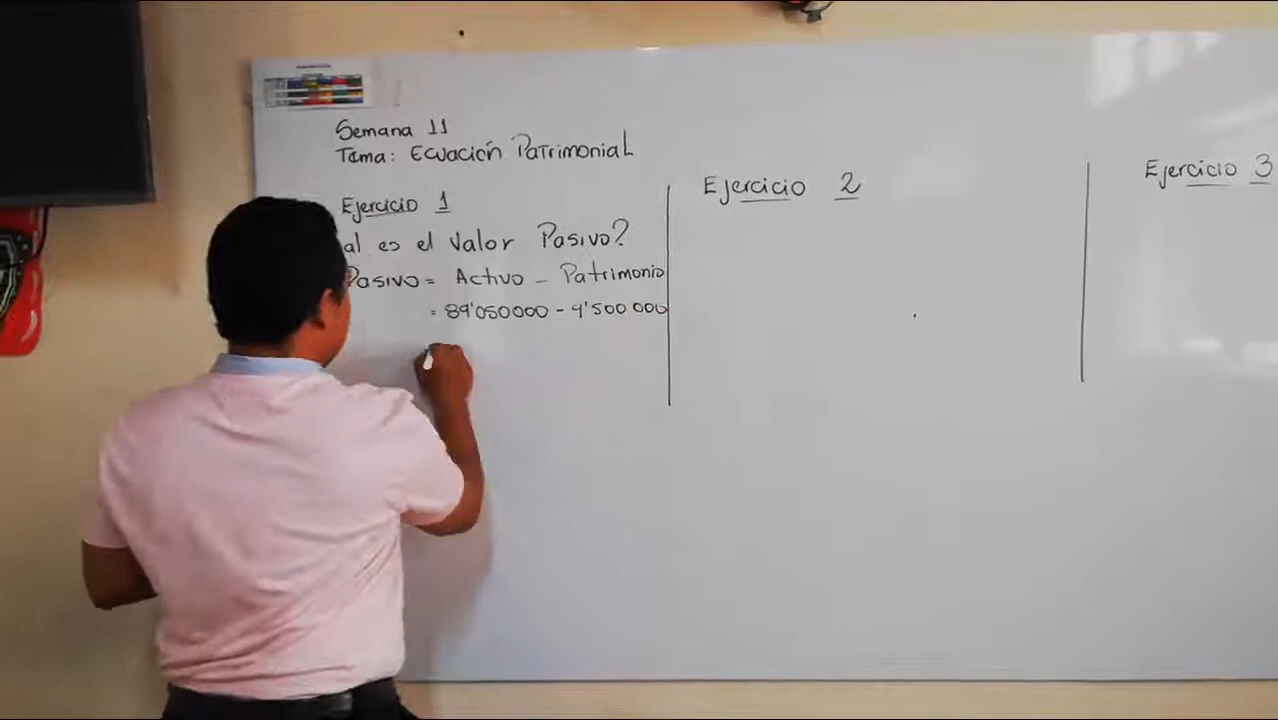 Semana 11
Tema: Ecuación Patrimonial
Ejercicio 1
al es el Valor Pasivo?
Pasivo = Activo - Patrimonio
= 89'050000 - 9'500 000
Ejercicio 2
Ejercicio 3